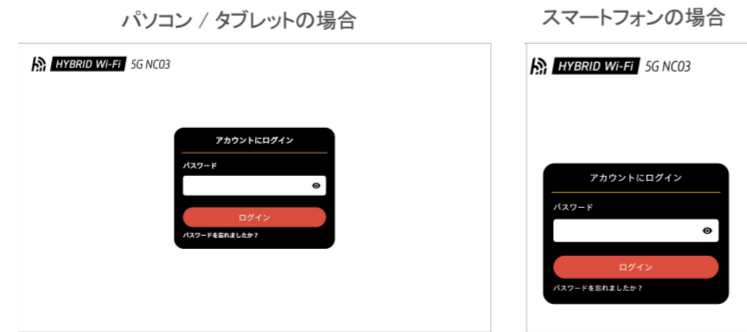 パソコン / タブレットの場合
HYBRID Wi-Fi 5G NC03
アカウントにログイン
パスワード
ログイン
パスワードを忘れましたか？
スマートフォンの場合
HYBRID Wi-Fi 5G NC03
アカウントにログイン
パスワード
ログイン
パスワードを忘れましたか？